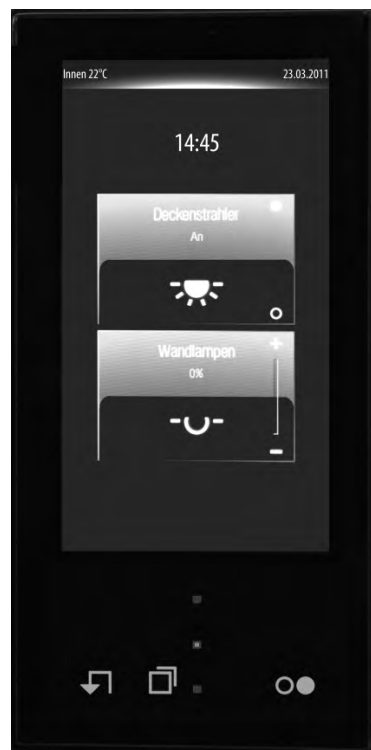 Innen 22°C 23.03.2011
14:45
Deckenstrahler
An
Wandlampen
+
0%
-